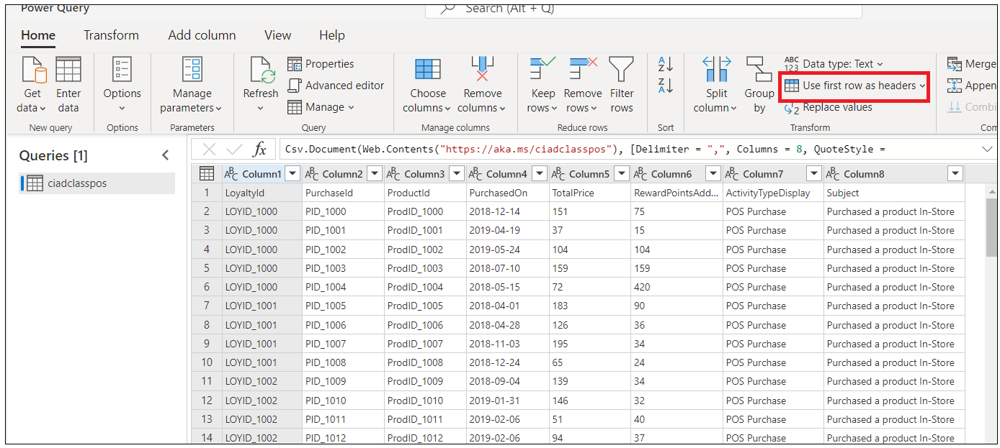 Power Query
Search (Alt + Q)
Home Transform Add column View Help
Get data
Enter data
New query
Options
Options
Manage parameters
Parameters
Refresh
Properties
Advanced editor
Manage
Query
Choose columns
Remove columns
Manage columns
Keep rows
Remove rows
Filter rows
Reduce rows
A Z
Z A
Sort
Split column
Group by
ABC 123 Data type: Text
Use first row as headers
1 2 Replace values
Transform
Merge
Appen
Combi
Com
Queries [1]
ciadclasspos
fx Csv.Document(Web.Contents("https://aka.ms/ciadclasspos"), [Delimiter = ",", Columns = 8, QuoteStyle =
ABC Column1 ABC Column2 ABC Column3 ABC Column4 ABC Column5 ABC Column6 ABC Column7 ABC Column8
1 LoyaltyId PurchaseId ProductId PurchasedOn TotalPrice RewardPointsAdd... ActivityTypeDisplay Subject
2 LOYID_1000 PID_1000 ProdID_1000 2018-12-14 151 75 POS Purchase Purchased a product In-Store
3 LOYID_1000 PID_1001 ProdID_1001 2019-04-19 37 15 POS Purchase Purchased a product In-Store
4 LOYID_1000 PID_1002 ProdID_1002 2019-05-24 104 104 POS Purchase Purchased a product In-Store
5 LOYID_1000 PID_1003 ProdID_1003 2018-07-10 159 159 POS Purchase Purchased a product In-Store
6 LOYID_1000 PID_1004 ProdID_1004 2018-05-15 72 420 POS Purchase Purchased a product In-Store
7 LOYID_1001 PID_1005 ProdID_1005 2018-04-01 183 90 POS Purchase Purchased a product In-Store
8 LOYID_1001 PID_1006 ProdID_1006 2018-04-28 126 36 POS Purchase Purchased a product In-Store
9 LOYID_1001 PID_1007 ProdID_1007 2018-11-03 195 34 POS Purchase Purchased a product In-Store
10 LOYID_1001 PID_1008 ProdID_1008 2018-12-24 65 24 POS Purchase Purchased a product In-Store
11 LOYID_1002 PID_1009 ProdID_1009 2018-09-04 139 34 POS Purchase Purchased a product In-Store
12 LOYID_1002 PID_1010 ProdID_1010 2019-01-31 146 32 POS Purchase Purchased a product In-Store
13 LOYID_1002 PID_1011 ProdID_1011 2019-02-06 51 40 POS Purchase Purchased a product In-Store
14 LOYID_1002 PID_1012 ProdID_1012 2019-02-06 94 37 POS Purchase Purchased a product In-Store